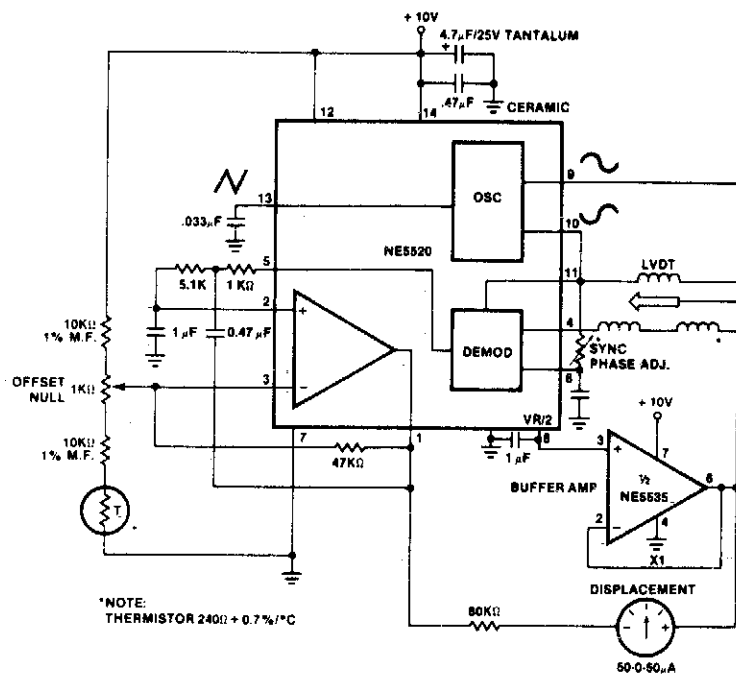 + 10V
4.7µF/25V TANTALUM
+
.47µF
CERAMIC
12
14
OSC
9
13
.033µF
10
NE5520
5
11
LVDT
5.1K
1 KΩ
2
+
4
DEMOD
10KΩ
1% M.F.
1µF
0.47µF
*
*
SYNC
PHASE ADJ.
6
OFFSET
NULL
1KΩ
3
−
+ 10V
VR/2
7
1
8
10KΩ
1% M.F.
47KΩ
1µF
3
+
7
BUFFER AMP
½
NE5535
6
2
−
4
X1
T
*
DISPLACEMENT
*NOTE:
THERMISTOR 240Ω + 0.7%/°C
80KΩ
−
+
50-0-50µA